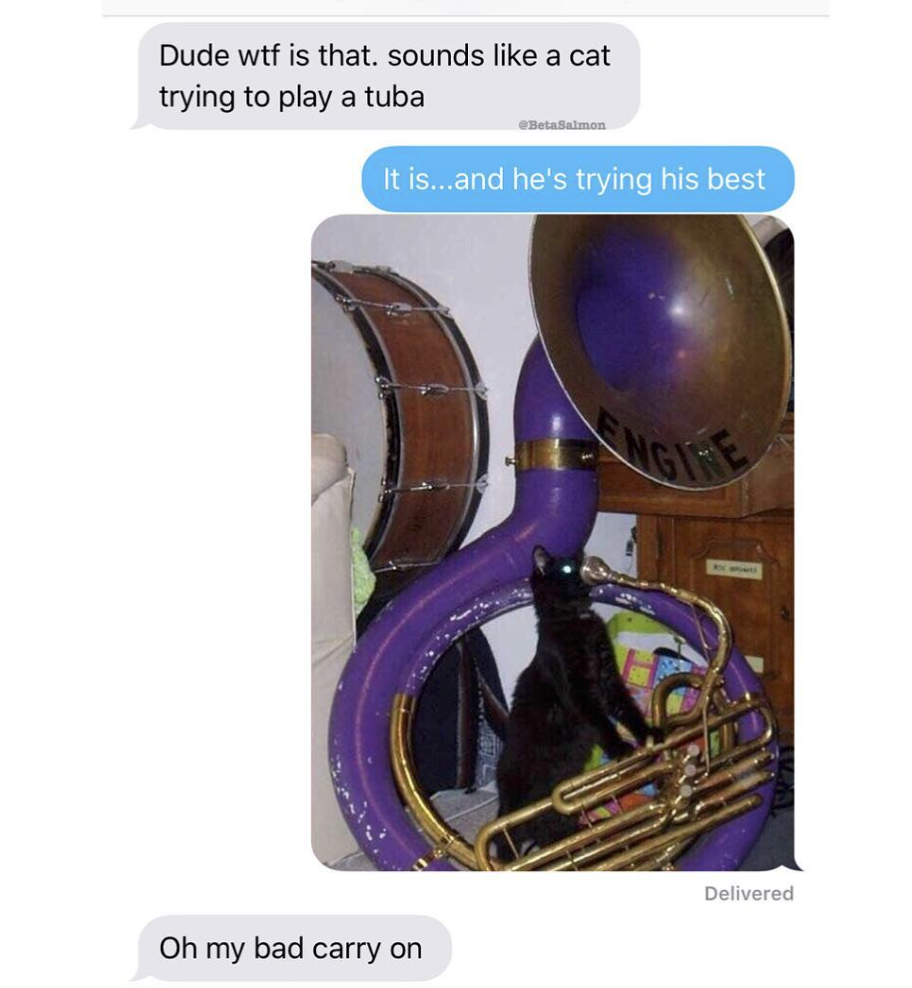 Dude wtf is that. sounds like a cat
trying to play a tuba
@BetaSalmon
It is...and he's trying his best
ENGINE
Delivered
Oh my bad carry on